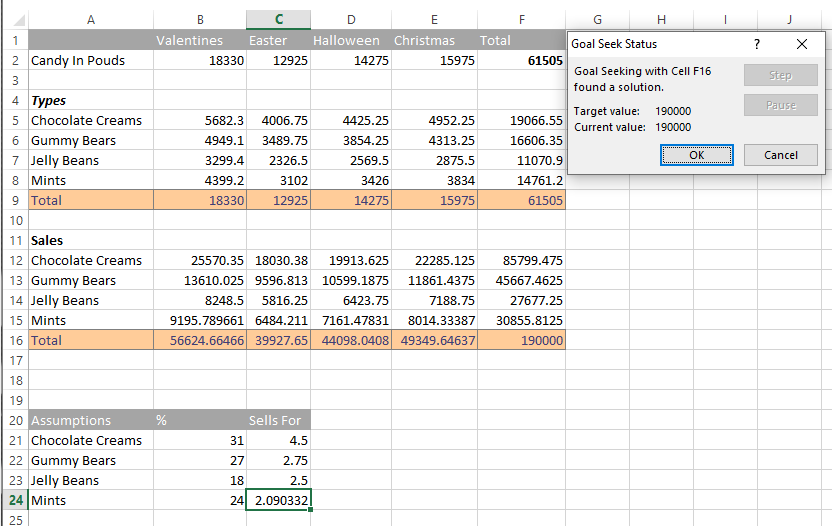 A B C D E F G H I J
1 Valentines Easter Halloween Christmas Total
2 Candy In Pouds 18330 12925 14275 15975 61505
3
4 Types
5 Chocolate Creams 5682.3 4006.75 4425.25 4952.25 19066.55
6 Gummy Bears 4949.1 3489.75 3854.25 4313.25 16606.35
7 Jelly Beans 3299.4 2326.5 2569.5 2875.5 11070.9
8 Mints 4399.2 3102 3426 3834 14761.2
9 Total 18330 12925 14275 15975 61505
10
11 Sales
12 Chocolate Creams 25570.35 18030.38 19913.625 22285.125 85799.475
13 Gummy Bears 13610.025 9596.813 10599.1875 11861.4375 45667.4625
14 Jelly Beans 8248.5 5816.25 6423.75 7188.75 27677.25
15 Mints 9195.789661 6484.211 7161.47831 8014.33387 30855.8125
16 Total 56624.66466 39927.65 44098.0408 49349.64637 190000
17
18
19
20 Assumptions % Sells For
21 Chocolate Creams 31 4.5
22 Gummy Bears 27 2.75
23 Jelly Beans 18 2.5
24 Mints 24 2.090332
25
Goal Seek Status ?
Goal Seeking with Cell F16
found a solution.
Target value: 190000
Current value: 190000
Step
Pause
OK Cancel